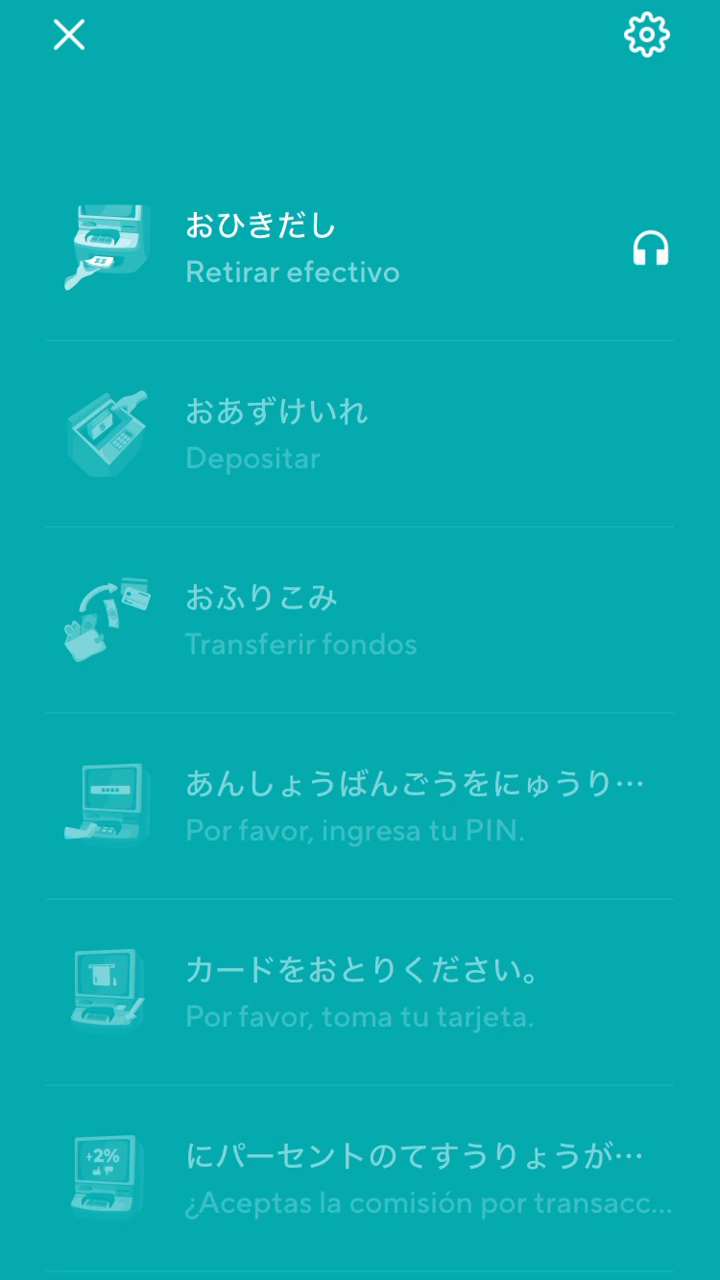 おひきだし
Retirar efectivo
おあずけいれ
Depositar
おふりこみ
Transferir fondos
あんしょうばんごうをにゅうり…
Por favor, ingresa tu PIN.
カードをおとりください。
Por favor, toma tu tarjeta.
+2%
にパーセントのてすうりょうが…
¿Aceptas la comisión por transacc...